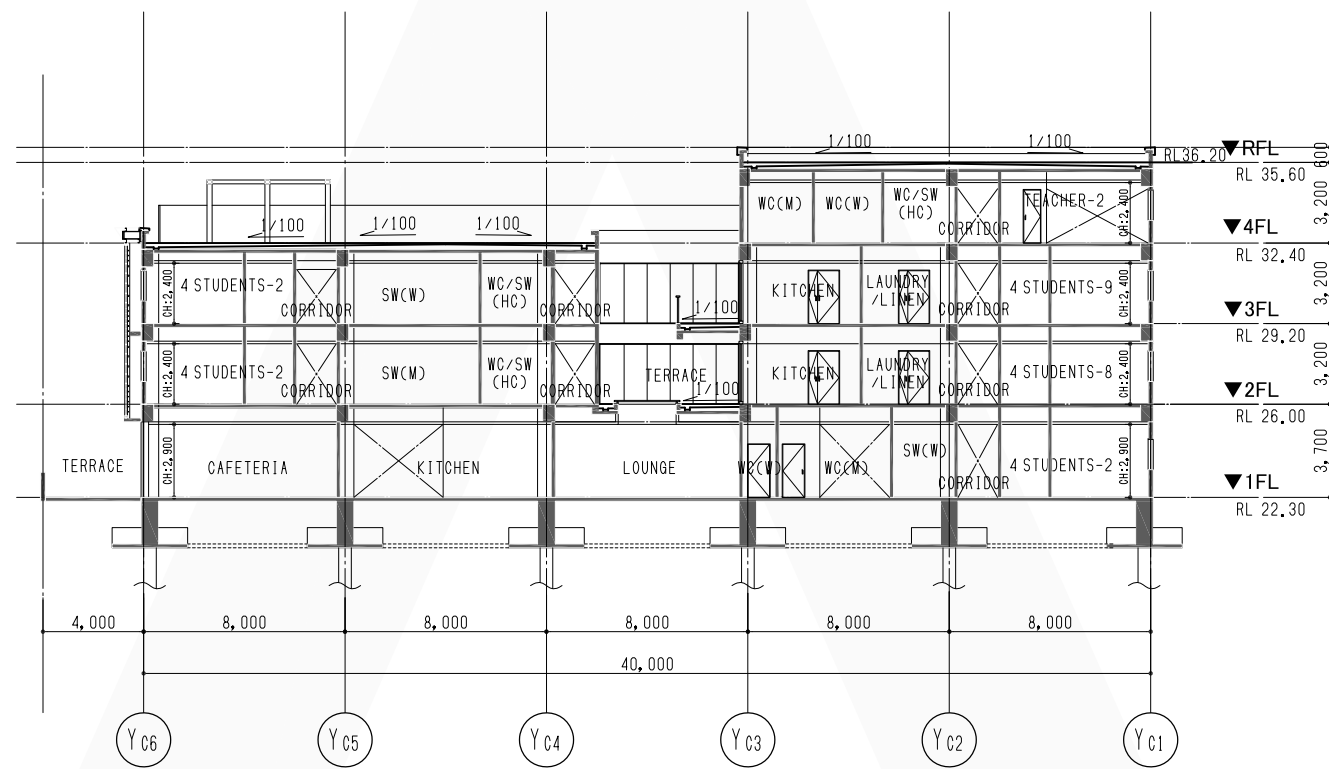 1/100 1/100
▼RFL
RL36.20
RL 35.60
600
WC(M) WC(W) WC/SW
(HC)
CORRIDOR
TEACHER-2
CH:2,400
3,200
1/100 1/100 1/100
▼4FL
RL 32.40
CH:2,400
4 STUDENTS-2
CORRIDOR
SW(W)
WC/SW
(HC)
CORRIDOR
1/100
KITCHEN
LAUNDRY
/LINEN
CORRIDOR
4 STUDENTS-9
CH:2,400
3,200
▼3FL
RL 29.20
CH:2,400
4 STUDENTS-2
CORRIDOR
SW(M)
WC/SW
(HC)
CORRIDOR
TERRACE
1/100
KITCHEN
LAUNDRY
/LINEN
CORRIDOR
4 STUDENTS-8
CH:2,400
3,200
▼2FL
RL 26.00
TERRACE
CH:2,900
CAFETERIA
KITCHEN
LOUNGE
WC(W)
WC(M)
SW(W)
CORRIDOR
4 STUDENTS-2
CH:2,900
3,700
▼1FL
RL 22.30
4,000 8,000 8,000 8,000 8,000 8,000
40,000
YC6 YC5 YC4 YC3 YC2 YC1